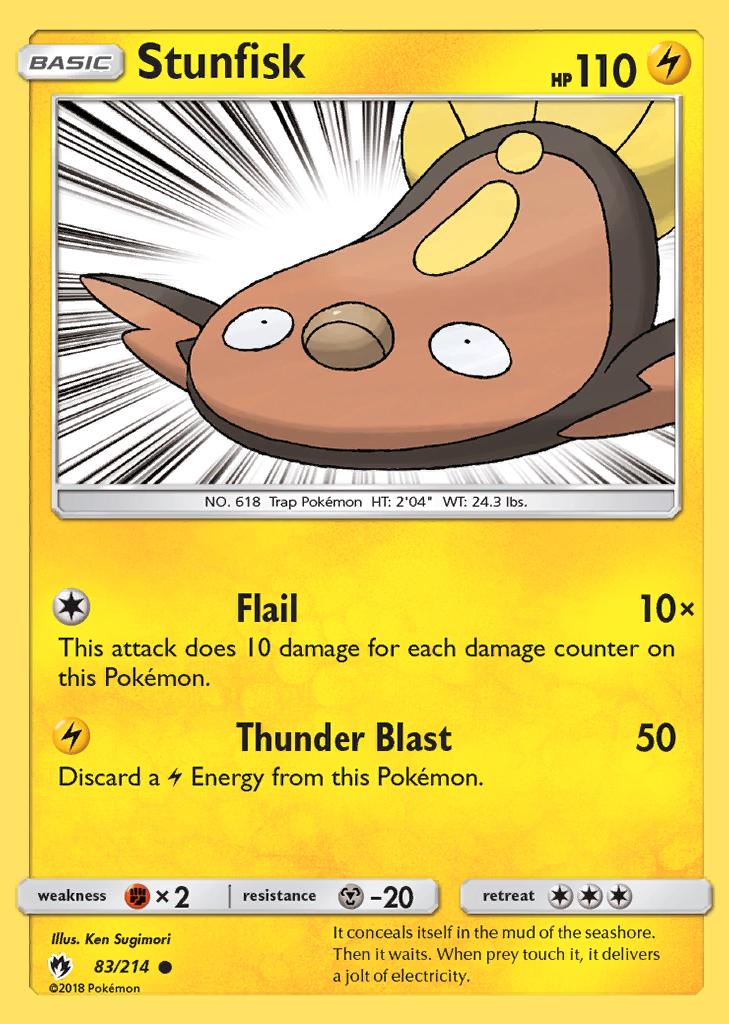 BASIC Stunfisk HP 110
NO. 618 Trap Pokémon HT: 2'04" WT: 24.3 lbs.
Flail 10×
This attack does 10 damage for each damage counter on
this Pokémon.
Thunder Blast 50
Discard a Energy from this Pokémon.
weakness ×2 resistance -20 retreat
Illus. Ken Sugimori
83/214
©2018 Pokémon
It conceals itself in the mud of the seashore.
Then it waits. When prey touch it, it delivers
a jolt of electricity.